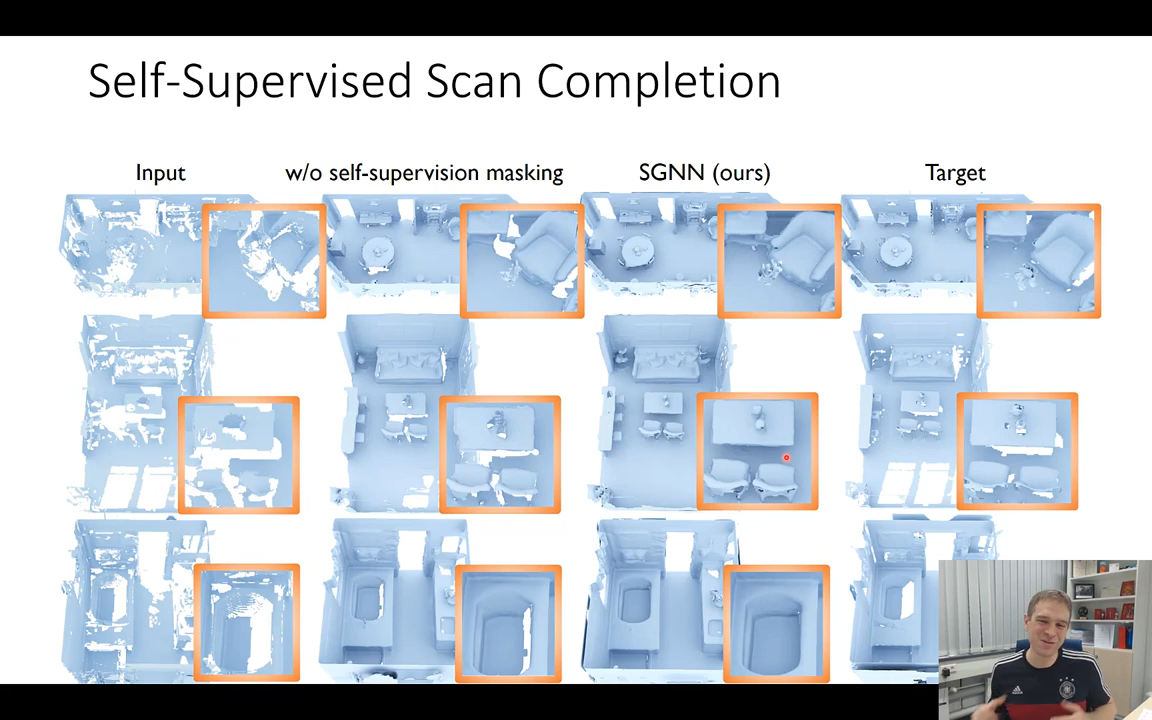 Self-Supervised Scan Completion
Input
w/o self-supervision masking
SGNN (ours)
Target